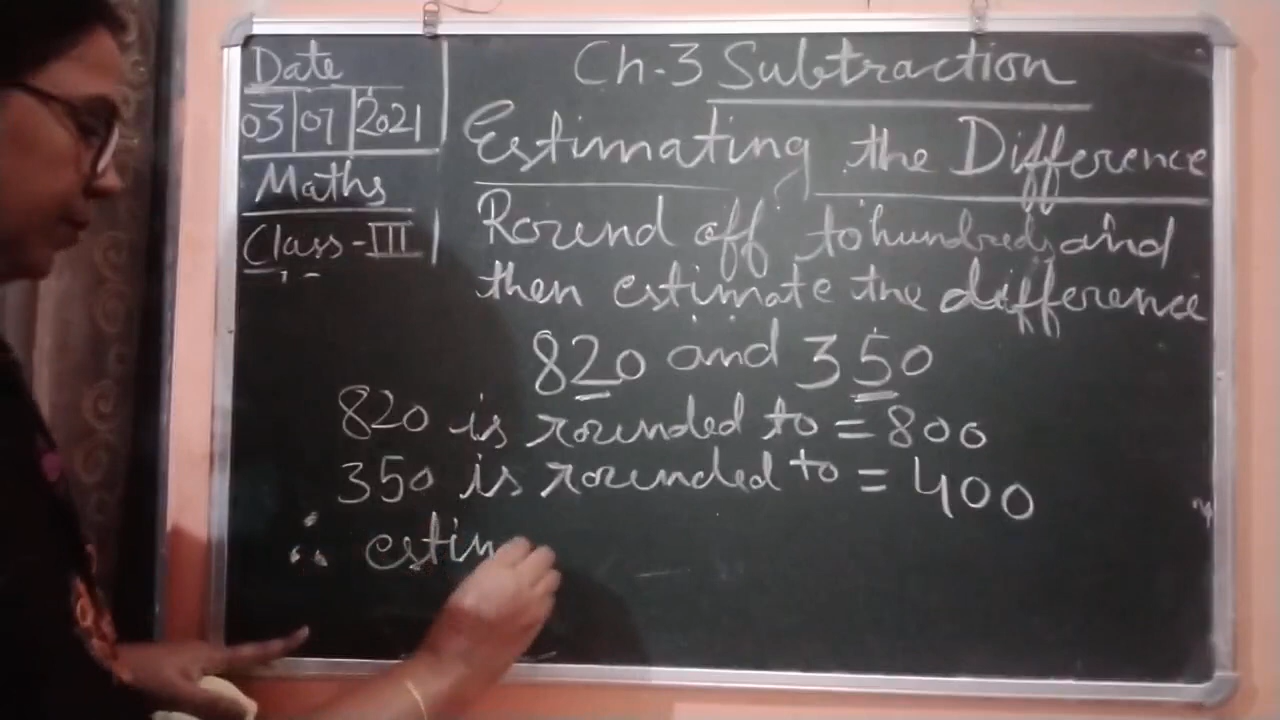 Date
03|07|2021
Maths
Class-III
Ch.3 Subtraction
Estimating the Difference
Round off to hundreds and
then estimate the difference
820 and 350
820 is rounded to = 800
350 is rounded to = 400
∴ estim